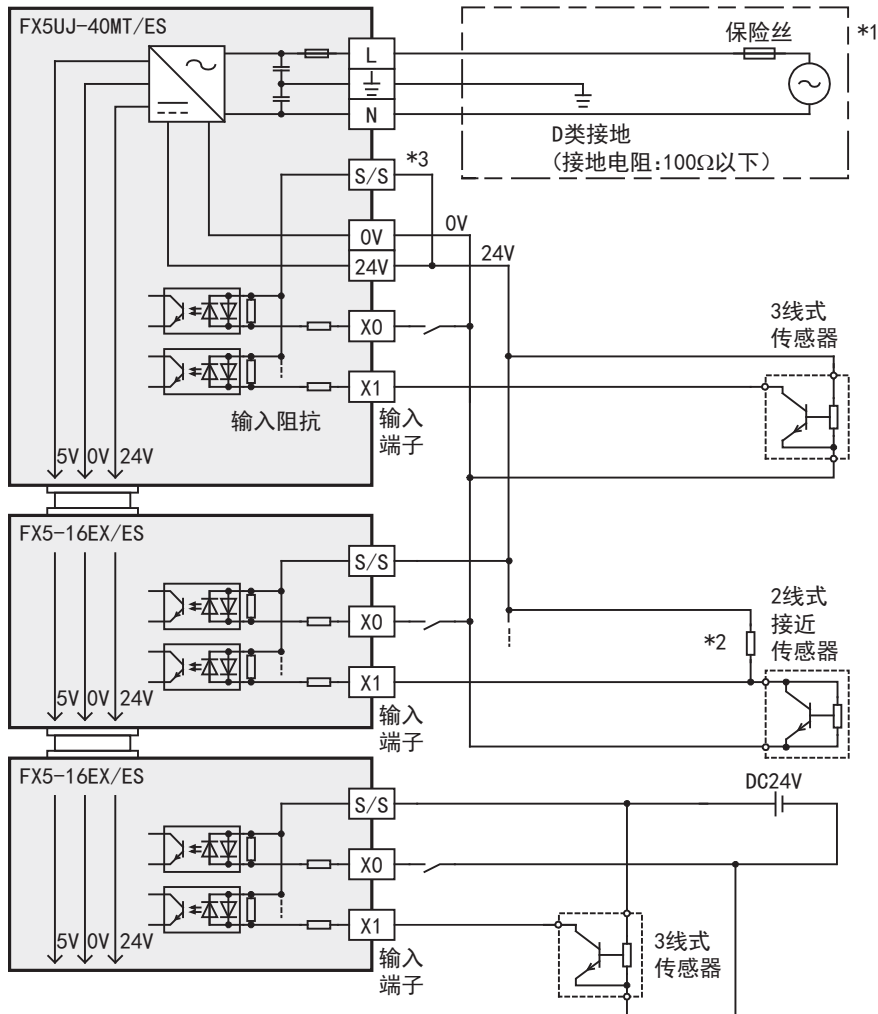 FX5UJ-40MT/ES
保险丝
*1
L
N
D类接地
(接地电阻:100Ω以下)
S/S
*3
0V
0V
24V
24V
X0
3线式
传感器
X1
输入阻抗
输入
端子
5V 0V 24V
FX5-16EX/ES
S/S
X0
2线式
接近
传感器
*2
X1
5V 0V 24V
输入
端子
FX5-16EX/ES
DC24V
S/S
X0
X1
5V 0V 24V
输入
端子
3线式
传感器